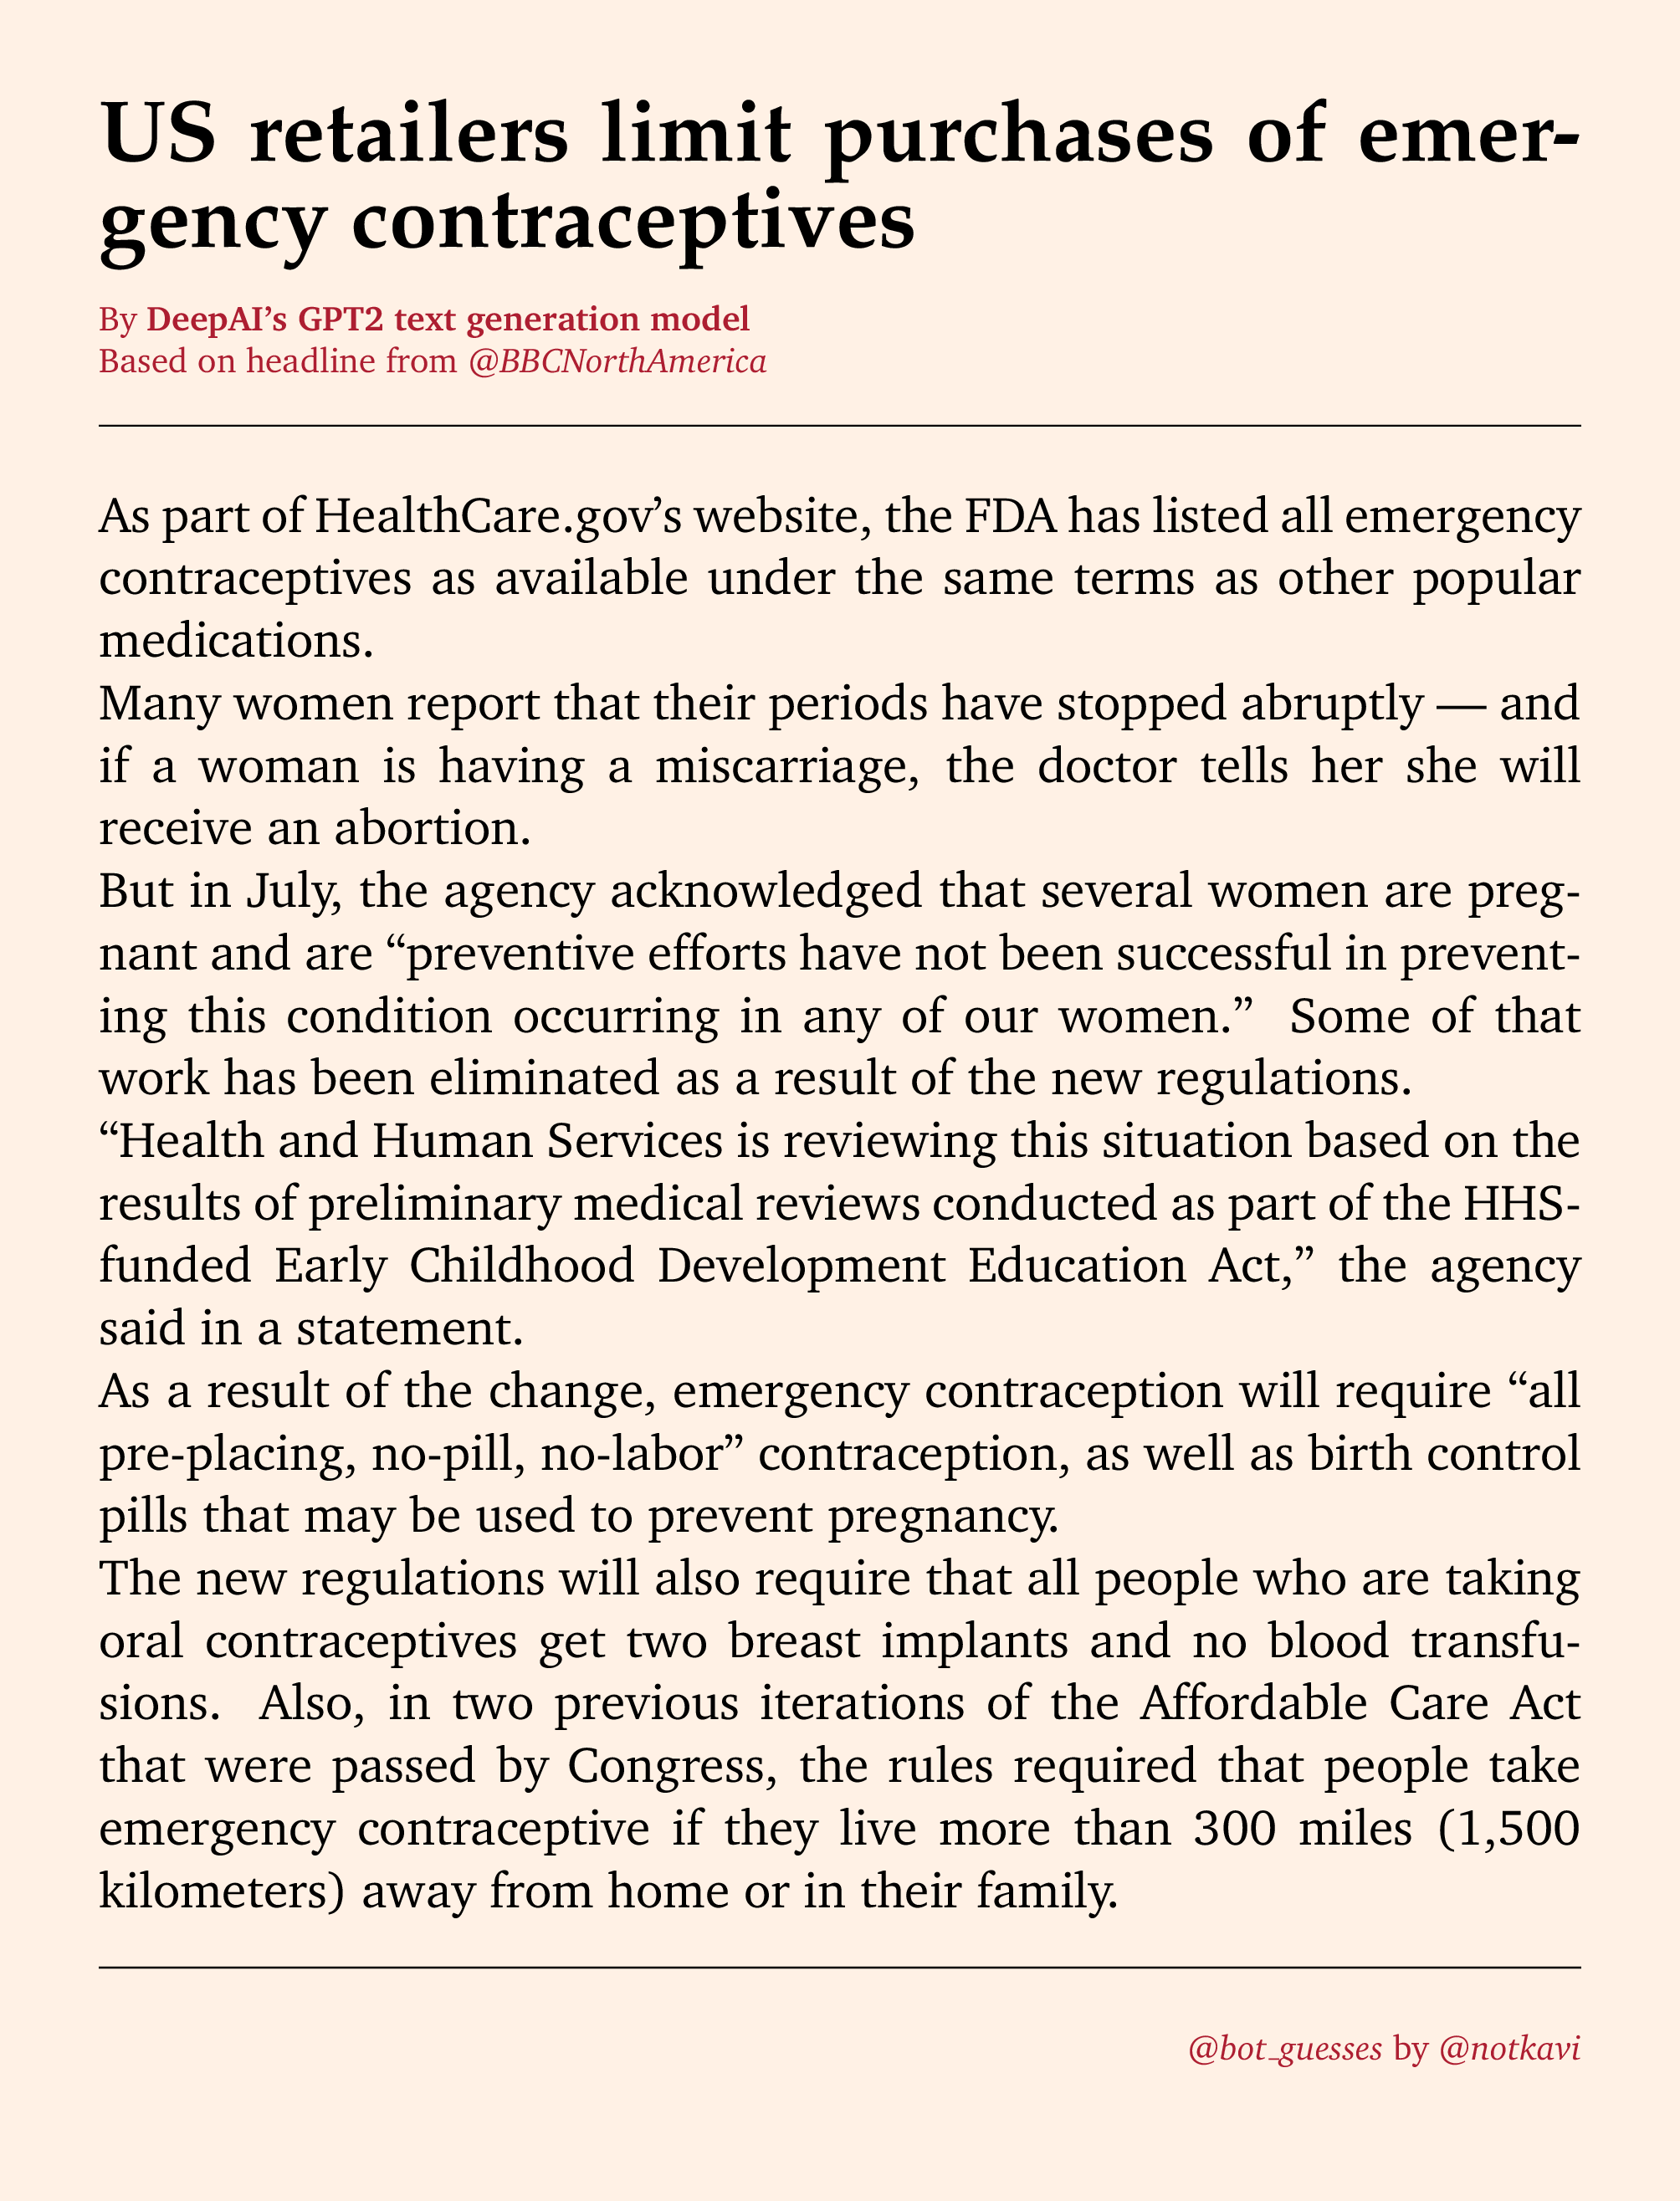 US retailers limit purchases of emer-
gency contraceptives
By DeepAI’s GPT2 text generation model
Based on headline from @BBCNorthAmerica
As part of HealthCare.gov’s website, the FDA has listed all emergency
contraceptives as available under the same terms as other popular
medications.
Many women report that their periods have stopped abruptly — and
if a woman is having a miscarriage, the doctor tells her she will
receive an abortion.
But in July, the agency acknowledged that several women are preg-
nant and are “preventive efforts have not been successful in prevent-
ing this condition occurring in any of our women.” Some of that
work has been eliminated as a result of the new regulations.
“Health and Human Services is reviewing this situation based on the
results of preliminary medical reviews conducted as part of the HHS-
funded Early Childhood Development Education Act,” the agency
said in a statement.
As a result of the change, emergency contraception will require “all
pre-placing, no-pill, no-labor” contraception, as well as birth control
pills that may be used to prevent pregnancy.
The new regulations will also require that all people who are taking
oral contraceptives get two breast implants and no blood transfu-
sions. Also, in two previous iterations of the Affordable Care Act
that were passed by Congress, the rules required that people take
emergency contraceptive if they live more than 300 miles (1,500
kilometers) away from home or in their family.
@bot_guesses by @notkavi